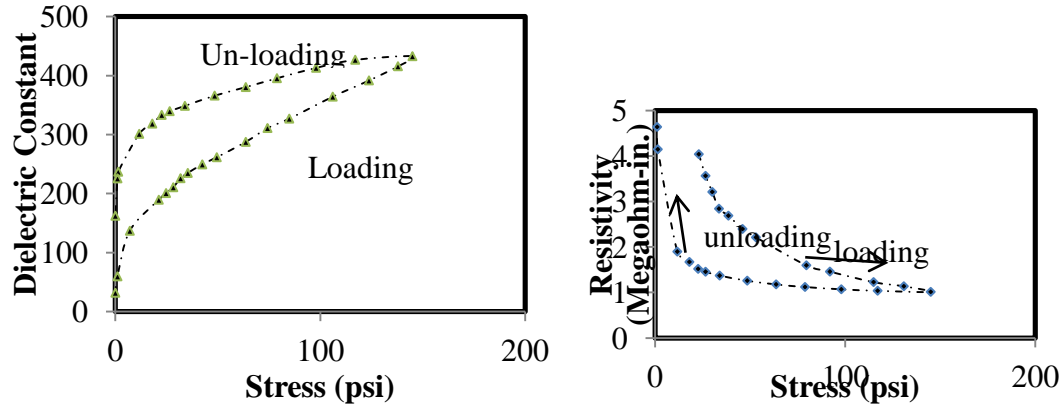 Dielectric Constant
500
400
300
200
100
0
Un-loading
Loading
0
100
200
Stress (psi)
Resistivity
(Megaohm-in.)
5
4
3
2
1
0
unloading
loading
0
100
200
Stress (psi)